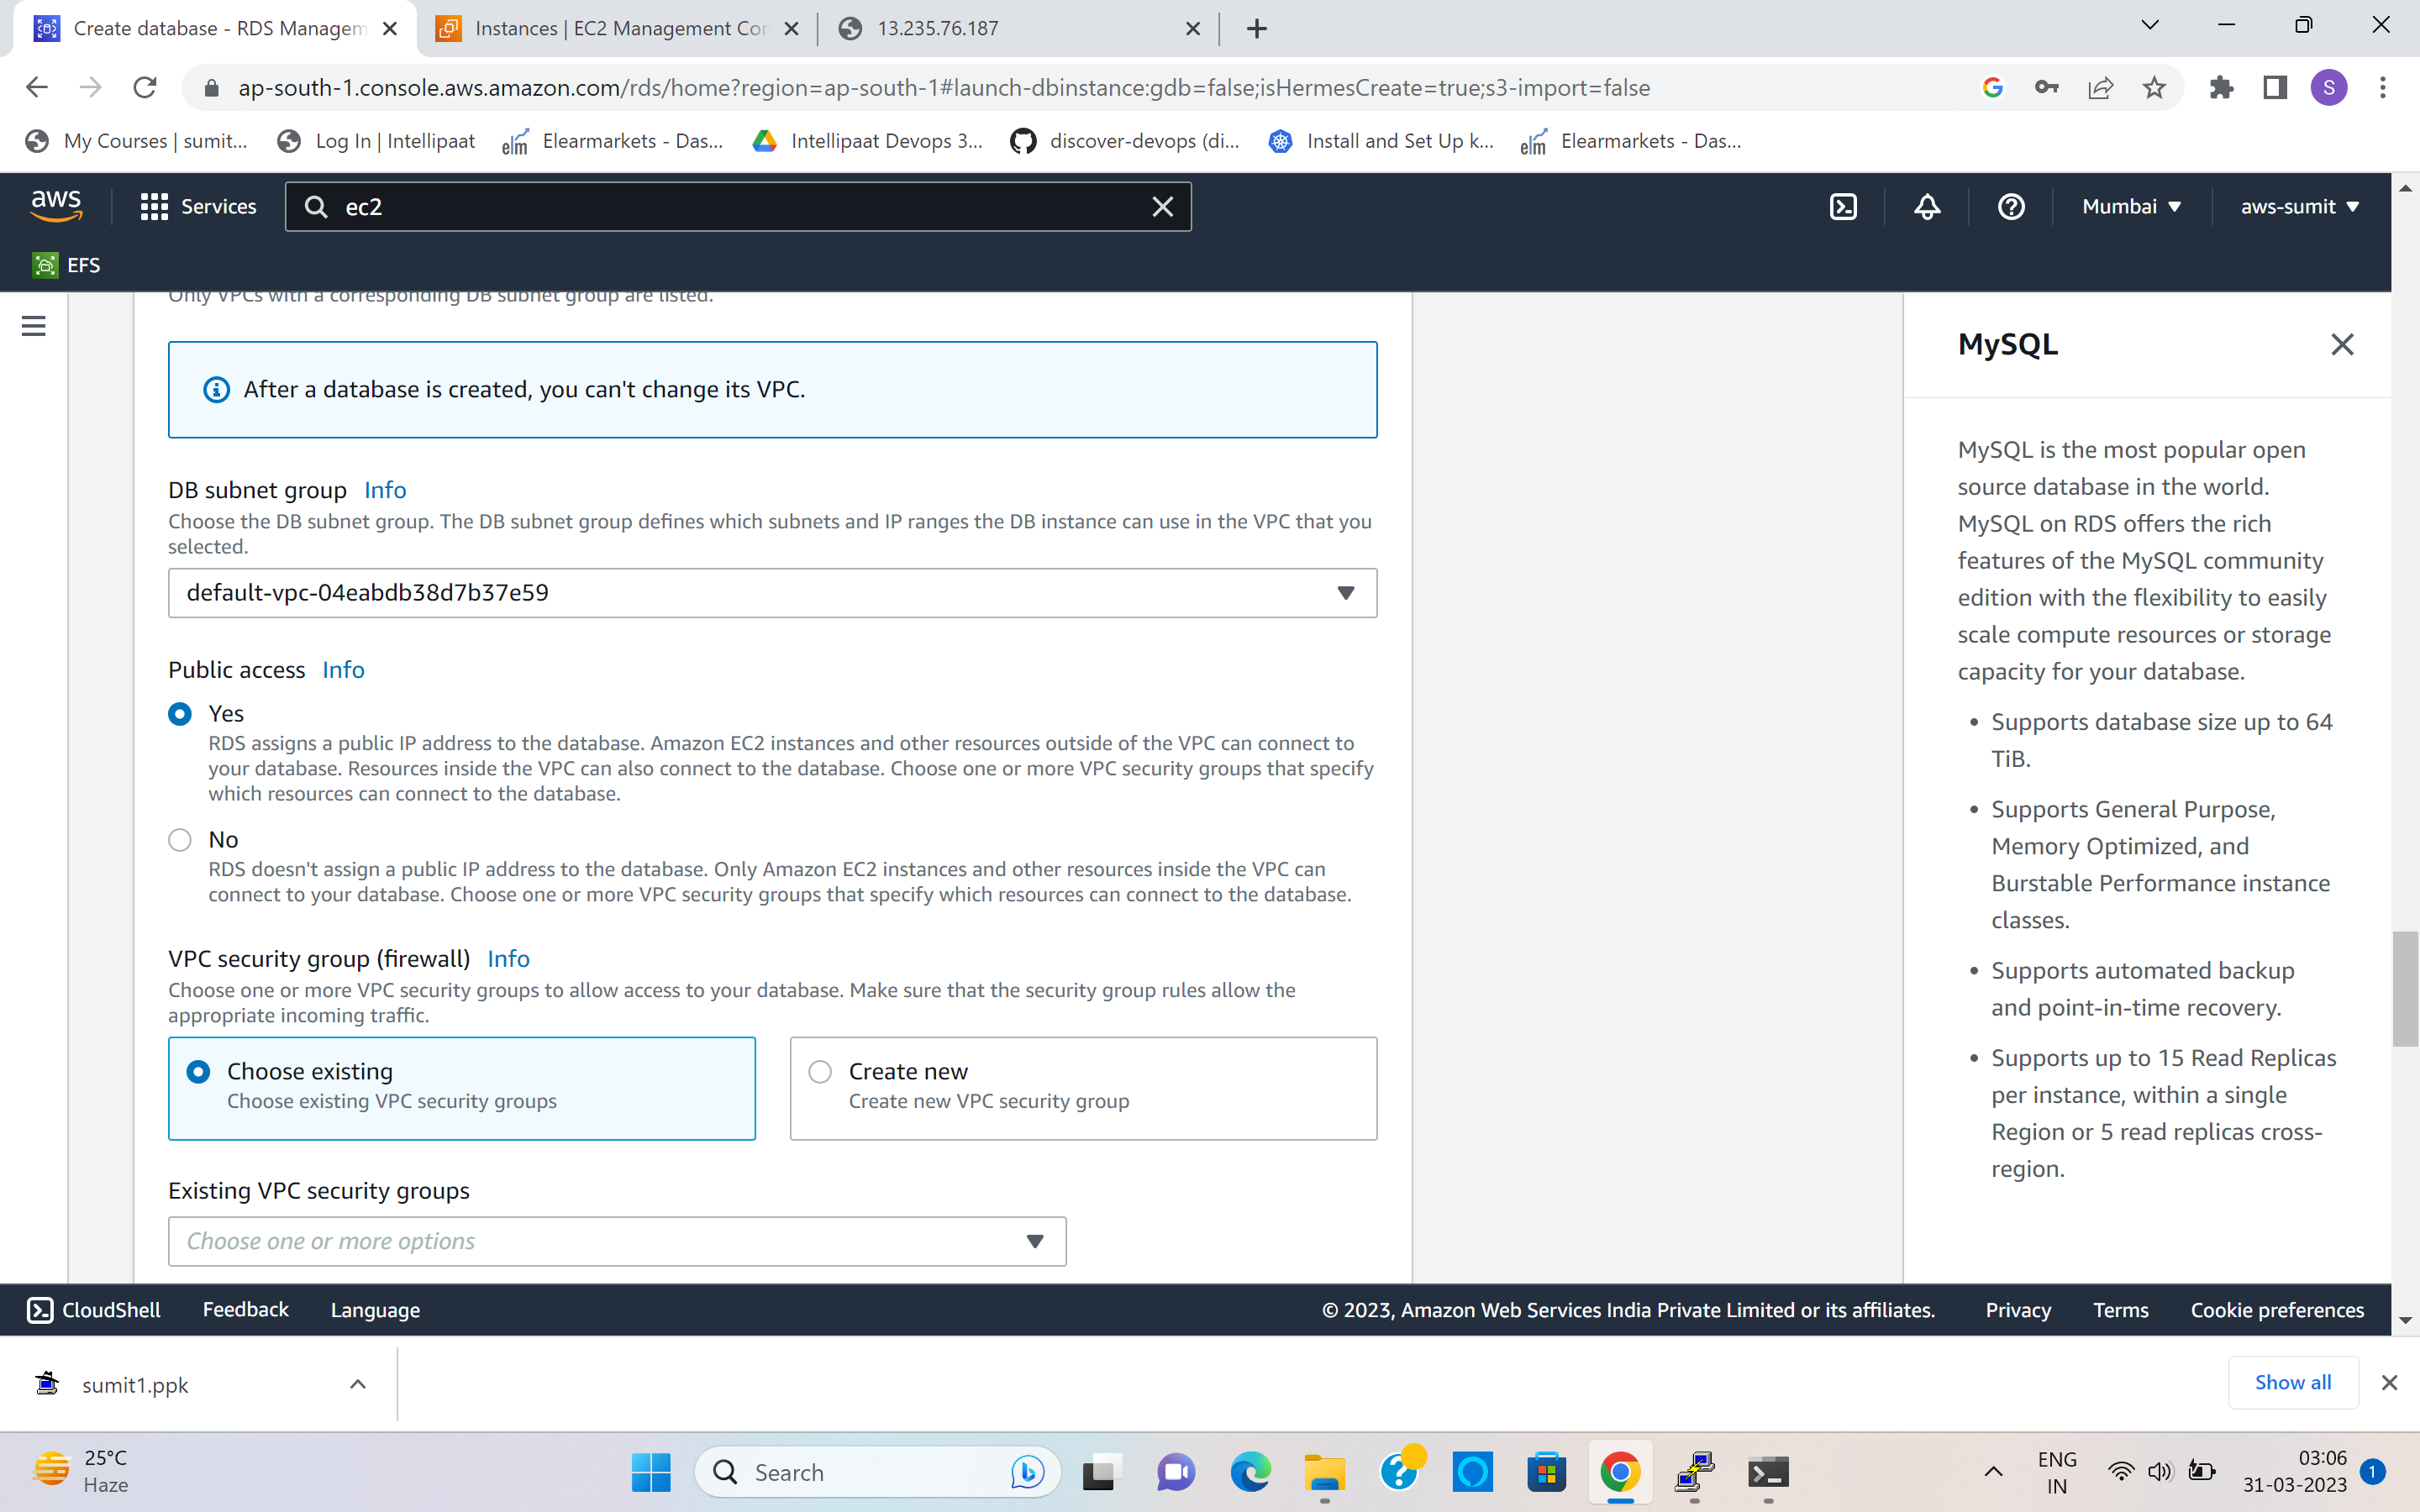 Create database - RDS Managem
Instances | EC2 Management Con
13.235.76.187
ap-south-1.console.aws.amazon.com/rds/home?region=ap-south-1#launch-dbinstance:gdb=false;isHermesCreate=true;s3-import=false
S
My Courses | sumit...
Log In | Intellipaat
elm Elearmarkets - Das...
Intellipaat Devops 3...
discover-devops (di...
Install and Set Up k...
elm Elearmarkets - Das...
aws
Services
ec2
Mumbai
aws-sumit
EFS
Only VPCs with a corresponding DB subnet group are listed.
After a database is created, you can't change its VPC.
DB subnet group Info
Choose the DB subnet group. The DB subnet group defines which subnets and IP ranges the DB instance can use in the VPC that you
selected.
default-vpc-04eabdb38d7b37e59
Public access Info
Yes
RDS assigns a public IP address to the database. Amazon EC2 instances and other resources outside of the VPC can connect to
your database. Resources inside the VPC can also connect to the database. Choose one or more VPC security groups that specify
which resources can connect to the database.
No
RDS doesn't assign a public IP address to the database. Only Amazon EC2 instances and other resources inside the VPC can
connect to your database. Choose one or more VPC security groups that specify which resources can connect to the database.
VPC security group (firewall) Info
Choose one or more VPC security groups to allow access to your database. Make sure that the security group rules allow the
appropriate incoming traffic.
Choose existing
Choose existing VPC security groups
Create new
Create new VPC security group
Existing VPC security groups
Choose one or more options
MySQL
MySQL is the most popular open
source database in the world.
MySQL on RDS offers the rich
features of the MySQL community
edition with the flexibility to easily
scale compute resources or storage
capacity for your database.
• Supports database size up to 64
TiB.
• Supports General Purpose,
Memory Optimized, and
Burstable Performance instance
classes.
• Supports automated backup
and point-in-time recovery.
• Supports up to 15 Read Replicas
per instance, within a single
Region or 5 read replicas cross-
region.
CloudShell
Feedback
Language
© 2023, Amazon Web Services India Private Limited or its affiliates.
Privacy
Terms
Cookie preferences
sumit1.ppk
Show all
25°C
Haze
Search
ENG
IN
03:06
31-03-2023
1